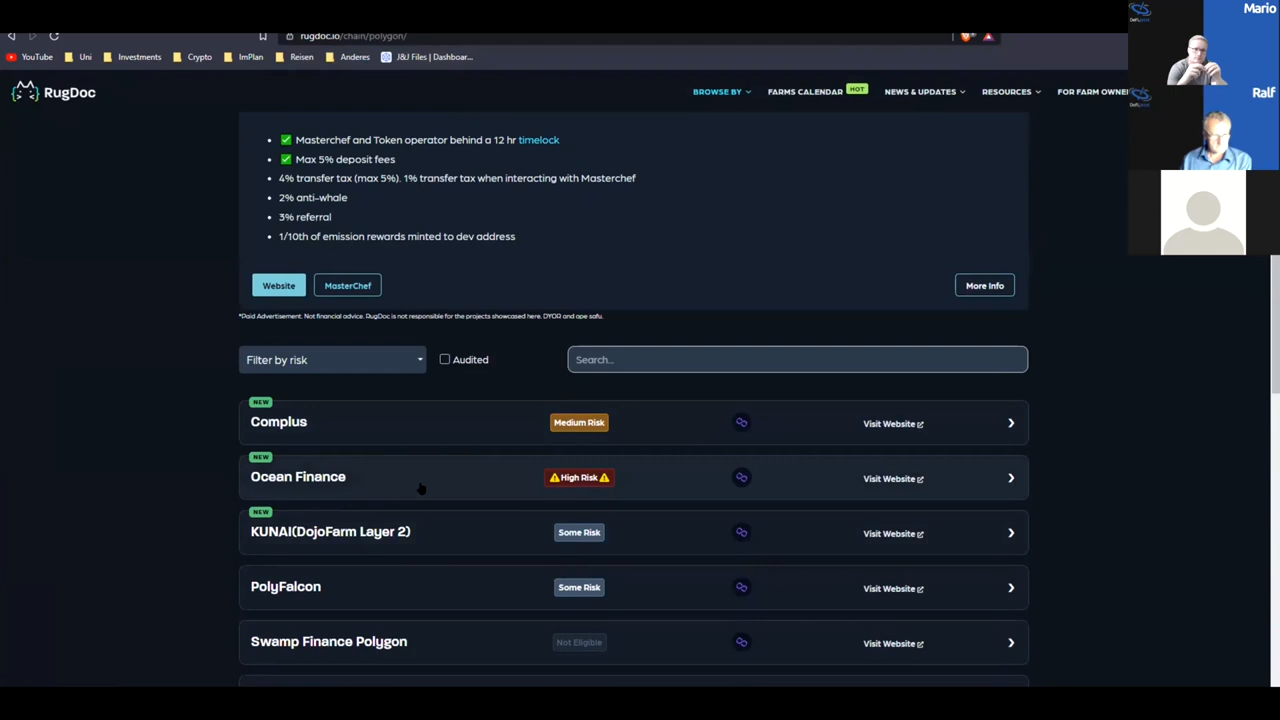 Mario
rugdoc.io/chain/polygon/
YouTube Uni Investments Crypto ImPlan Reisen Anderes J&J Files | Dashboar...
RugDoc BROWSE BY FARMS CALENDAR HOT NEWS & UPDATES RESOURCES FOR FARM OWNE
Ralf
✅ Masterchef and Token operator behind a 12 hr timelock
✅ Max 5% deposit fees
4% transfer tax (max 5%). 1% transfer tax when interacting with Masterchef
2% anti-whale
3% referral
1/10th of emission rewards minted to dev address
Website MasterChef More Info
*Paid Advertisement. Not financial advice. RugDoc is not responsible for the projects showcased here. DYOR and ape safu.
Filter by risk Audited Search...
NEW
Complus Medium Risk Visit Website
NEW
Ocean Finance ⚠High Risk⚠ Visit Website
NEW
KUNAI(DojoFarm Layer 2) Some Risk Visit Website
PolyFalcon Some Risk Visit Website
Swamp Finance Polygon Not Eligible Visit Website